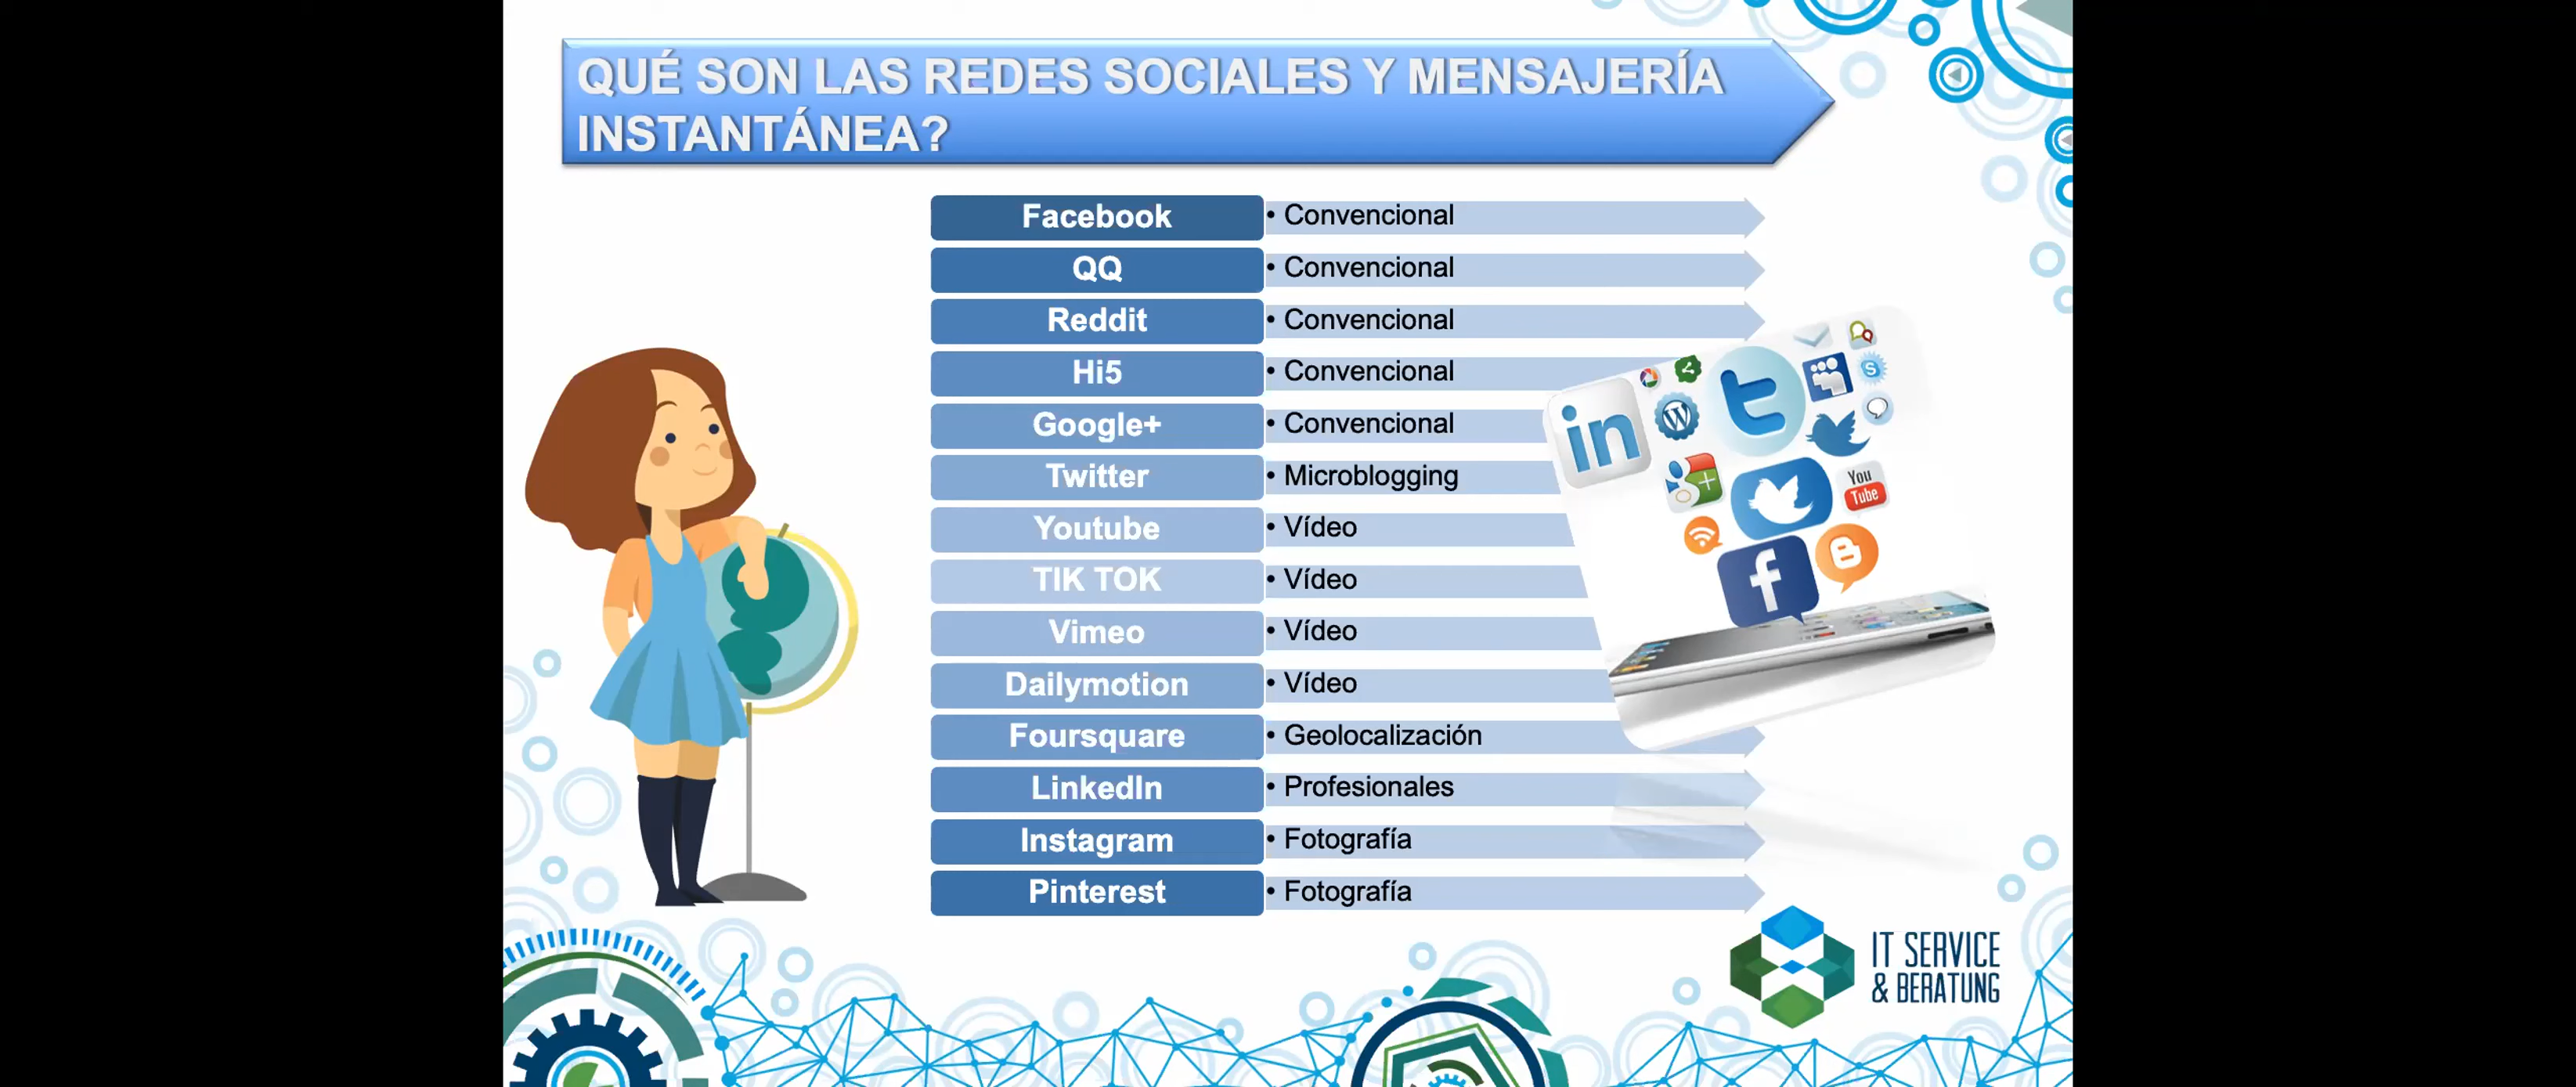 QUÉ SON LAS REDES SOCIALES Y MENSAJERÍA
INSTANTÁNEA?
Facebook • Convencional
QQ • Convencional
Reddit • Convencional
Hi5 • Convencional
Google+ • Convencional
Twitter • Microblogging
Youtube • Vídeo
TIK TOK • Vídeo
Vimeo • Vídeo
Dailymotion • Vídeo
Foursquare • Geolocalización
LinkedIn • Profesionales
Instagram • Fotografía
Pinterest • Fotografía
in
W
t
S
g+
You
Tube
B
f
IT SERVICE
& BERATUNG